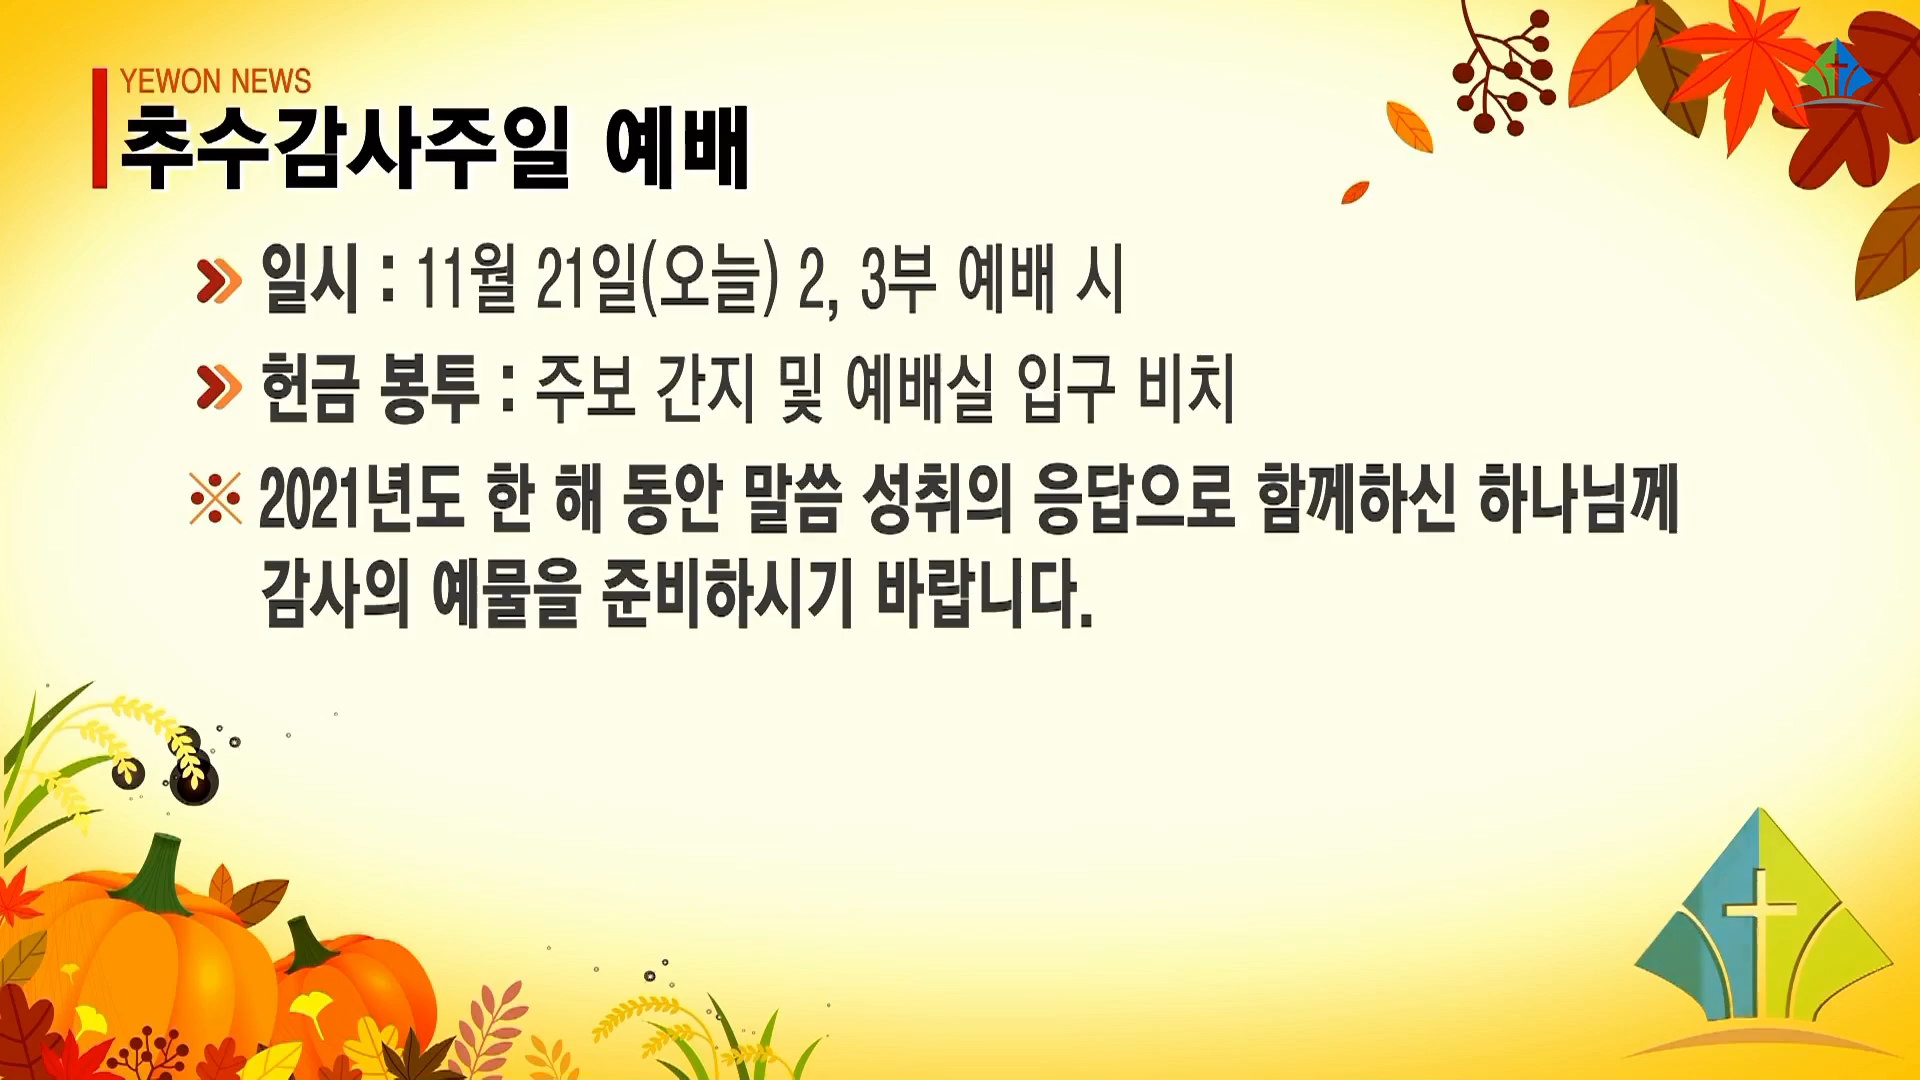 YEWON NEWS
추수감사주일 예배
일시 : 11월 21일(오늘) 2, 3부 예배 시
헌금 봉투 : 주보 간지 및 예배실 입구 비치
※ 2021년도 한 해 동안 말씀 성취의 응답으로 함께하신 하나님께
감사의 예물을 준비하시기 바랍니다.